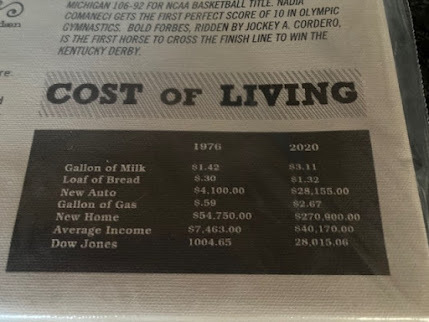 MICHIGAN 106-92 FOR NCAA BASKETBALL TITLE. NADIA
COMANECI GETS THE FIRST PERFECT SCORE OF 10 IN OLYMPIC
GYMNASTICS. BOLD FORBES, RIDDEN BY JOCKEY A. CORDERO,
IS THE FIRST HORSE TO CROSS THE FINISH LINE TO WIN THE
KENTUCKY DERBY.
COST OF LIVING
1976 2020
Gallon of Milk $1.42 $3.11
Loaf of Bread $.30 $1.32
New Auto $4,100.00 $28,155.00
Gallon of Gas $.59 $2.67
New Home $54,750.00 $270,900.00
Average Income $7,463.00 $40,170.00
Dow Jones 1004.65 28,015.06